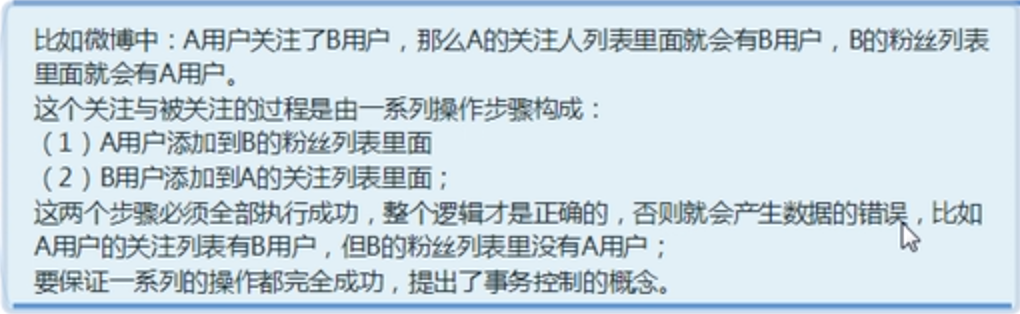 比如微博中：A用户关注了B用户，那么A的关注人列表里面就会有B用户，B的粉丝列表
里面就会有A用户。
这个关注与被关注的过程是由一系列操作步骤构成：
（1）A用户添加到B的粉丝列表里面
（2）B用户添加到A的关注列表里面；
这两个步骤必须全部执行成功，整个逻辑才是正确的，否则就会产生数据的错误，比如
A用户的关注列表有B用户，但B的粉丝列表里没有A用户；
要保证一系列的操作都完全成功，提出了事务控制的概念。